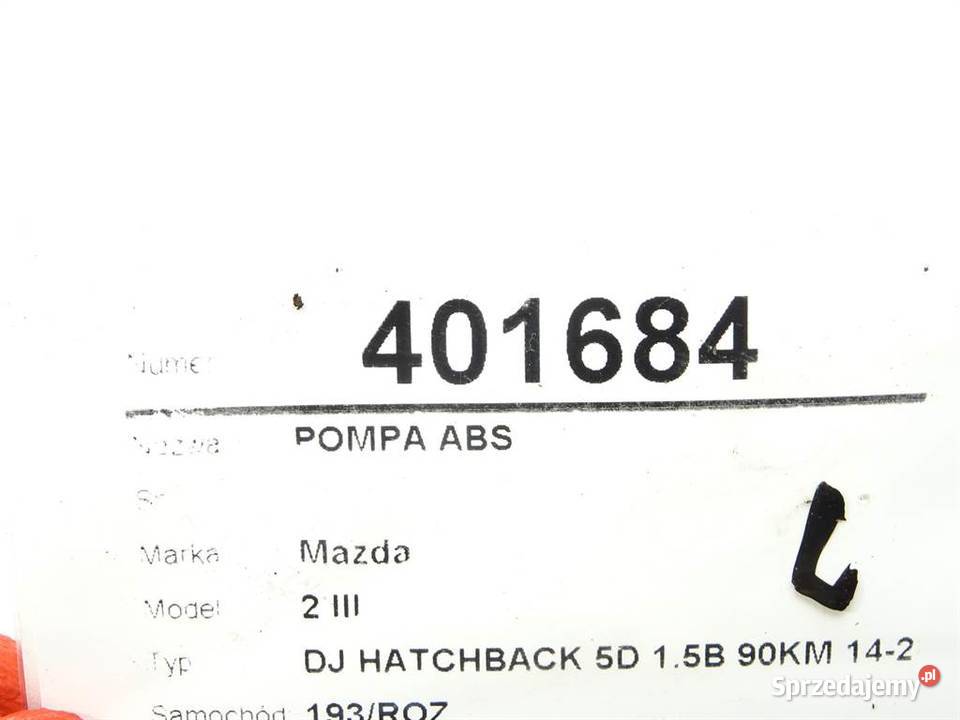 Numer 401684
Nazwa POMPA ABS
Marka Mazda
Model 2 III
Typ DJ HATCHBACK 5D 1.5B 90KM 14-2
Samochód 193/ROZ
Sprzedajemy.pl